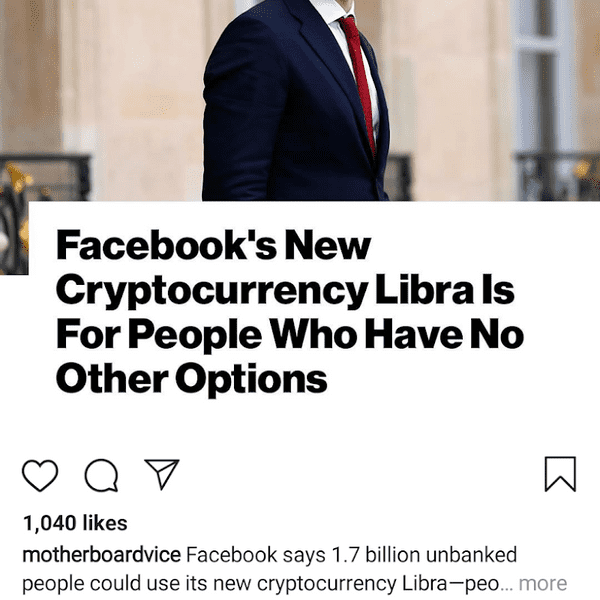 Facebook's New
Cryptocurrency Libra Is
For People Who Have No
Other Options
1,040 likes
motherboardvice Facebook says 1.7 billion unbanked
people could use its new cryptocurrency Libra—peo... more